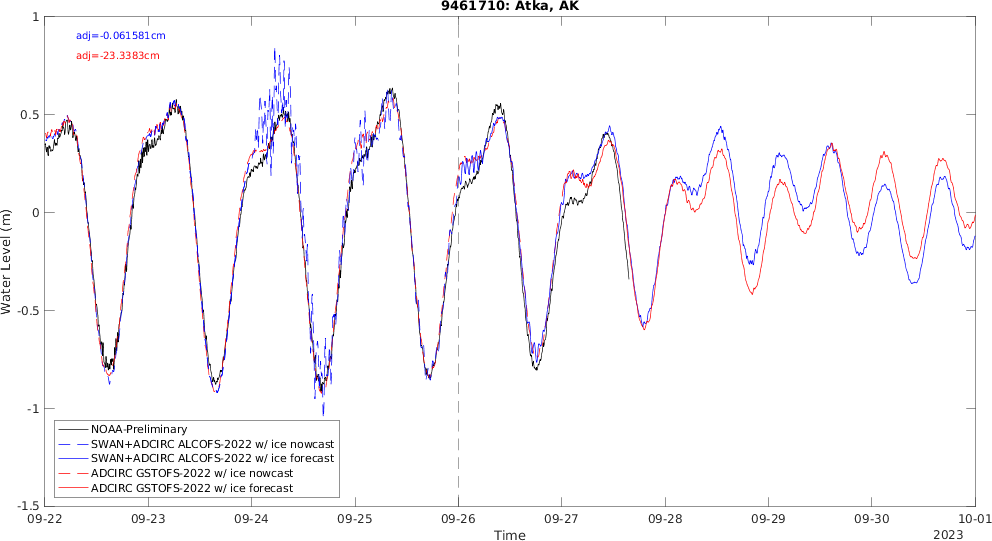 9461710: Atka, AK
adj=-0.061581cm
adj=-23.3383cm
1
0.5
0
-0.5
-1
-1.5
Water Level (m)
NOAA-Preliminary
SWAN+ADCIRC ALCOFS-2022 w/ ice nowcast
SWAN+ADCIRC ALCOFS-2022 w/ ice forecast
ADCIRC GSTOFS-2022 w/ ice nowcast
ADCIRC GSTOFS-2022 w/ ice forecast
09-22 09-23 09-24 09-25 09-26 09-27 09-28 09-29 09-30 10-01
Time
2023